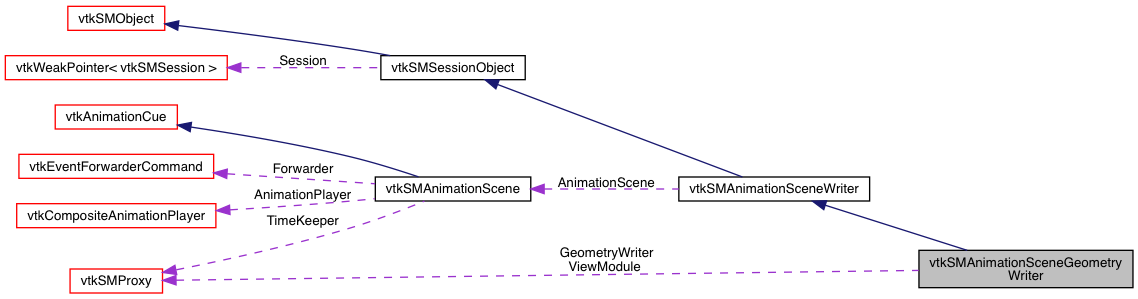 vtkSMObject
vtkWeakPointer< vtkSMSession >
Session
vtkSMSessionObject
vtkAnimationCue
vtkEventForwarderCommand
Forwarder
vtkSMAnimationScene
AnimationScene
vtkSMAnimationSceneWriter
AnimationPlayer
vtkCompositeAnimationPlayer
TimeKeeper
GeometryWriter
ViewModule
vtkSMAnimationSceneGeometry
Writer
vtkSMProxy